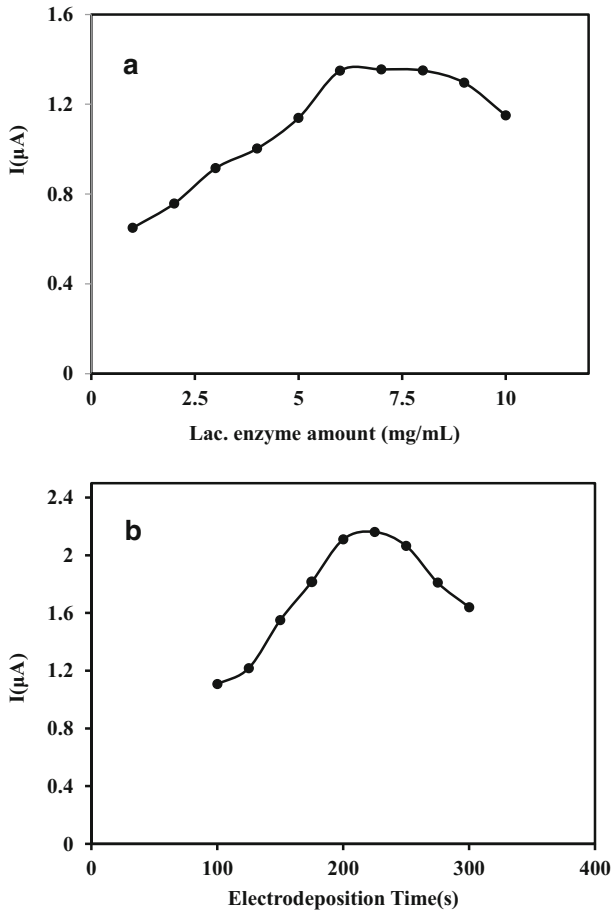 a
1.6
1.2
0.8
0.4
0
I(µA)
0 2.5 5 7.5 10
Lac. enzyme amount (mg/mL)
b
2.4
2
1.6
1.2
0.8
0.4
0
I(µA)
0 100 200 300 400
Electrodeposition Time(s)